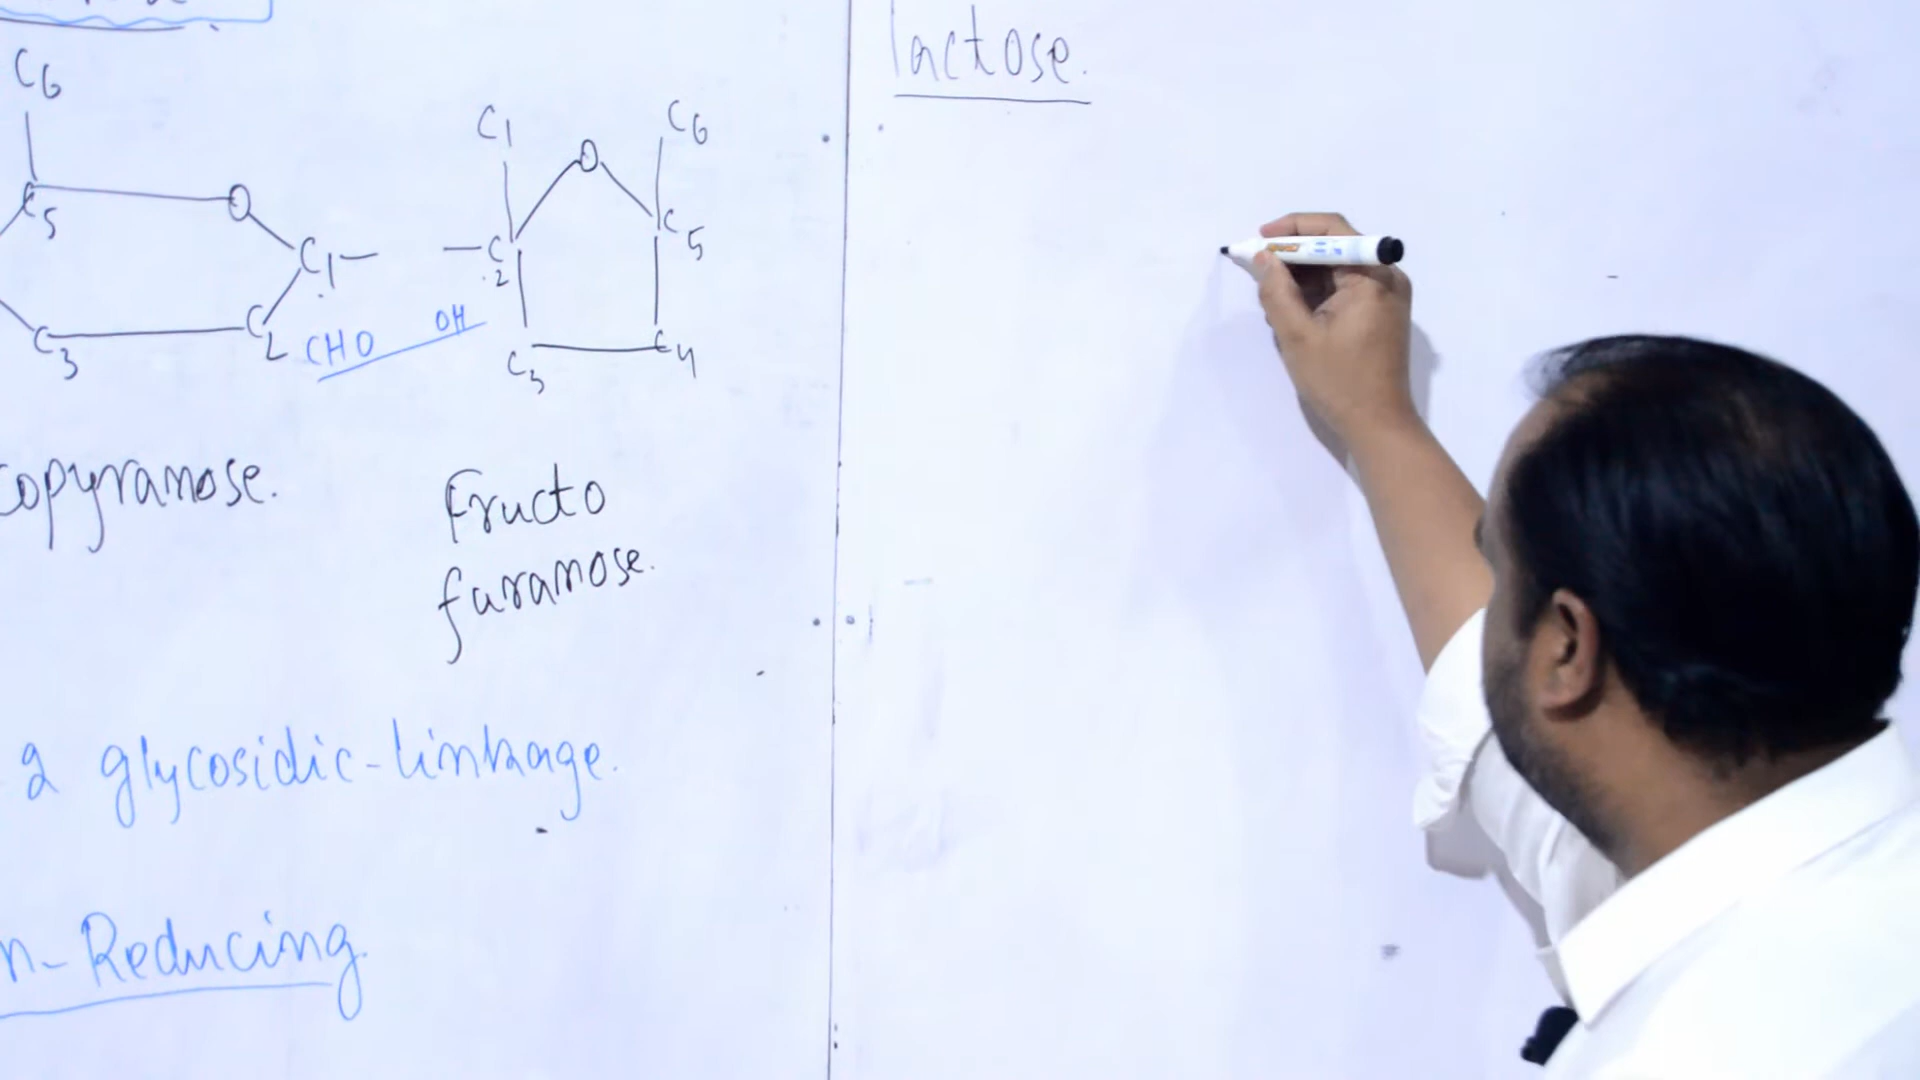 C6
C5
O
C1
C2
C3
CHO OH
C1
O
C6
C2
C5
C3
C4
copyranose.
Fructo
furanose.
2 glycosidic-linkage.
n-Reducing
lactose.